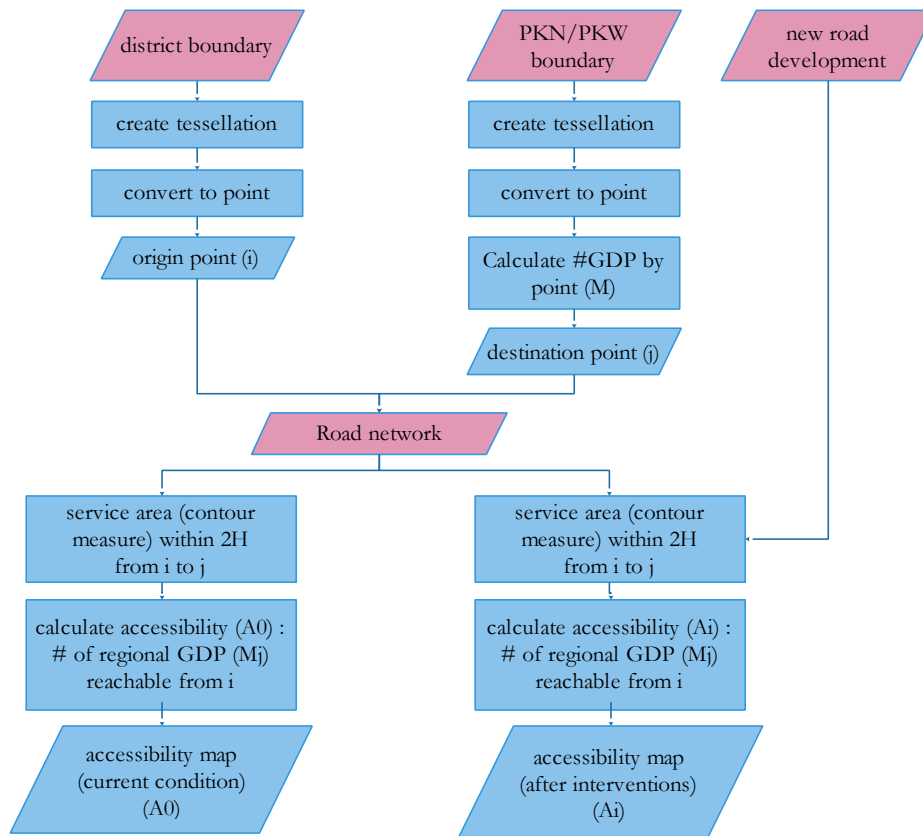 district boundary
PKN/PKW
boundary
new road
development
create tessellation
create tessellation
convert to point
convert to point
origin point (i)
Calculate #GDP by
point (M)
destination point (j)
Road network
service area (contour
measure) within 2H
from i to j
service area (contour
measure) within 2H
from i to j
calculate accessibility (A0) :
# of regional GDP (Mj)
reachable from i
calculate accessibility (Ai) :
# of regional GDP (Mj)
reachable from i
accessibility map
(current condition)
(A0)
accessibility map
(after interventions)
(Ai)